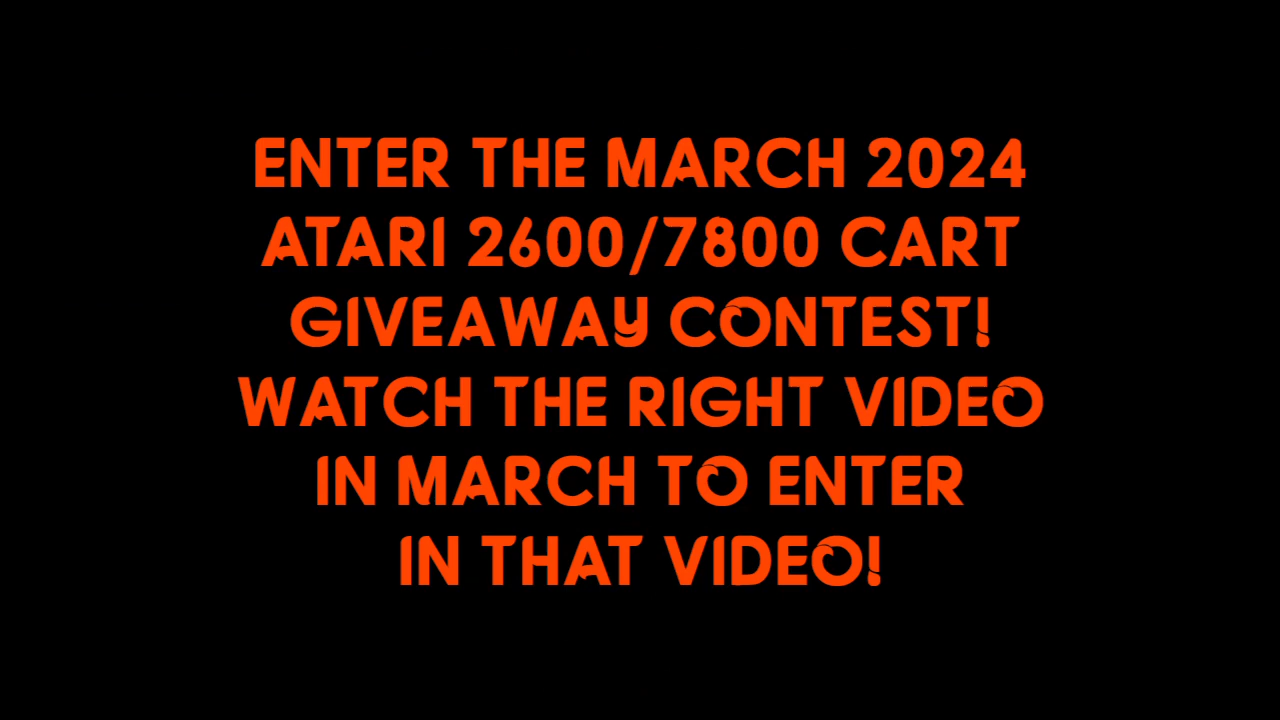 ENTER THE MARCH 2024
ATARI 2600/7800 CART
GIVEAWAY CONTEST!
WATCH THE RIGHT VIDEO
IN MARCH TO ENTER
IN THAT VIDEO!